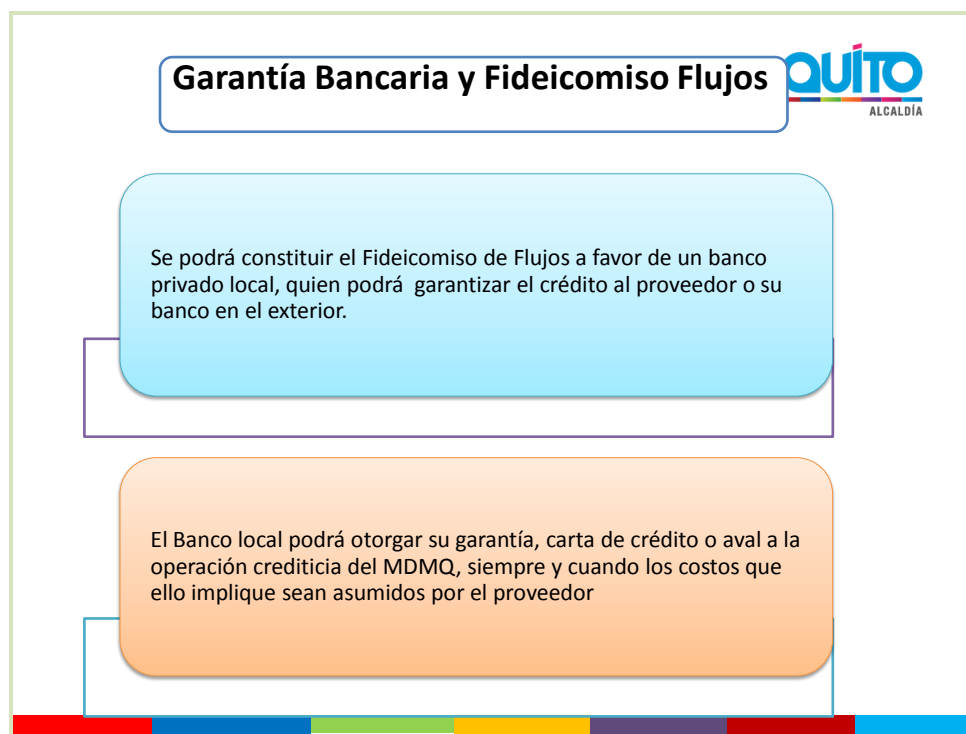 Garantía Bancaria y Fideicomiso Flujos
QUITO
ALCALDÍA
Se podrá constituir el Fideicomiso de Flujos a favor de un banco
privado local, quien podrá garantizar el crédito al proveedor o su
banco en el exterior.
El Banco local podrá otorgar su garantía, carta de crédito o aval a la
operación crediticia del MDMQ, siempre y cuando los costos que
ello implique sean asumidos por el proveedor